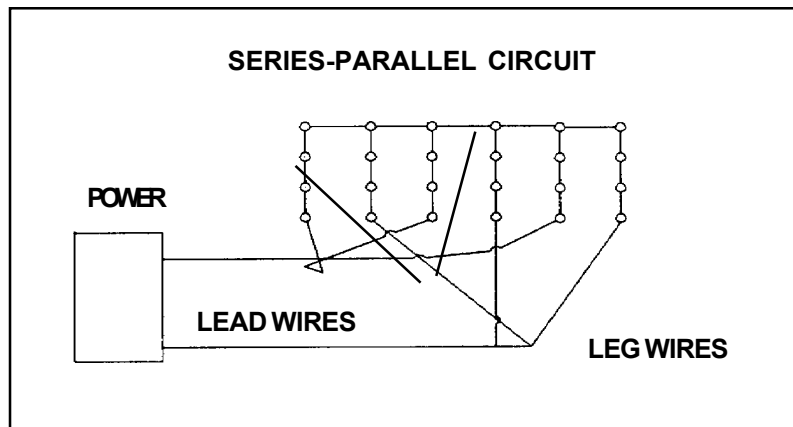 SERIES-PARALLEL CIRCUIT
POWER
LEAD WIRES
LEG WIRES